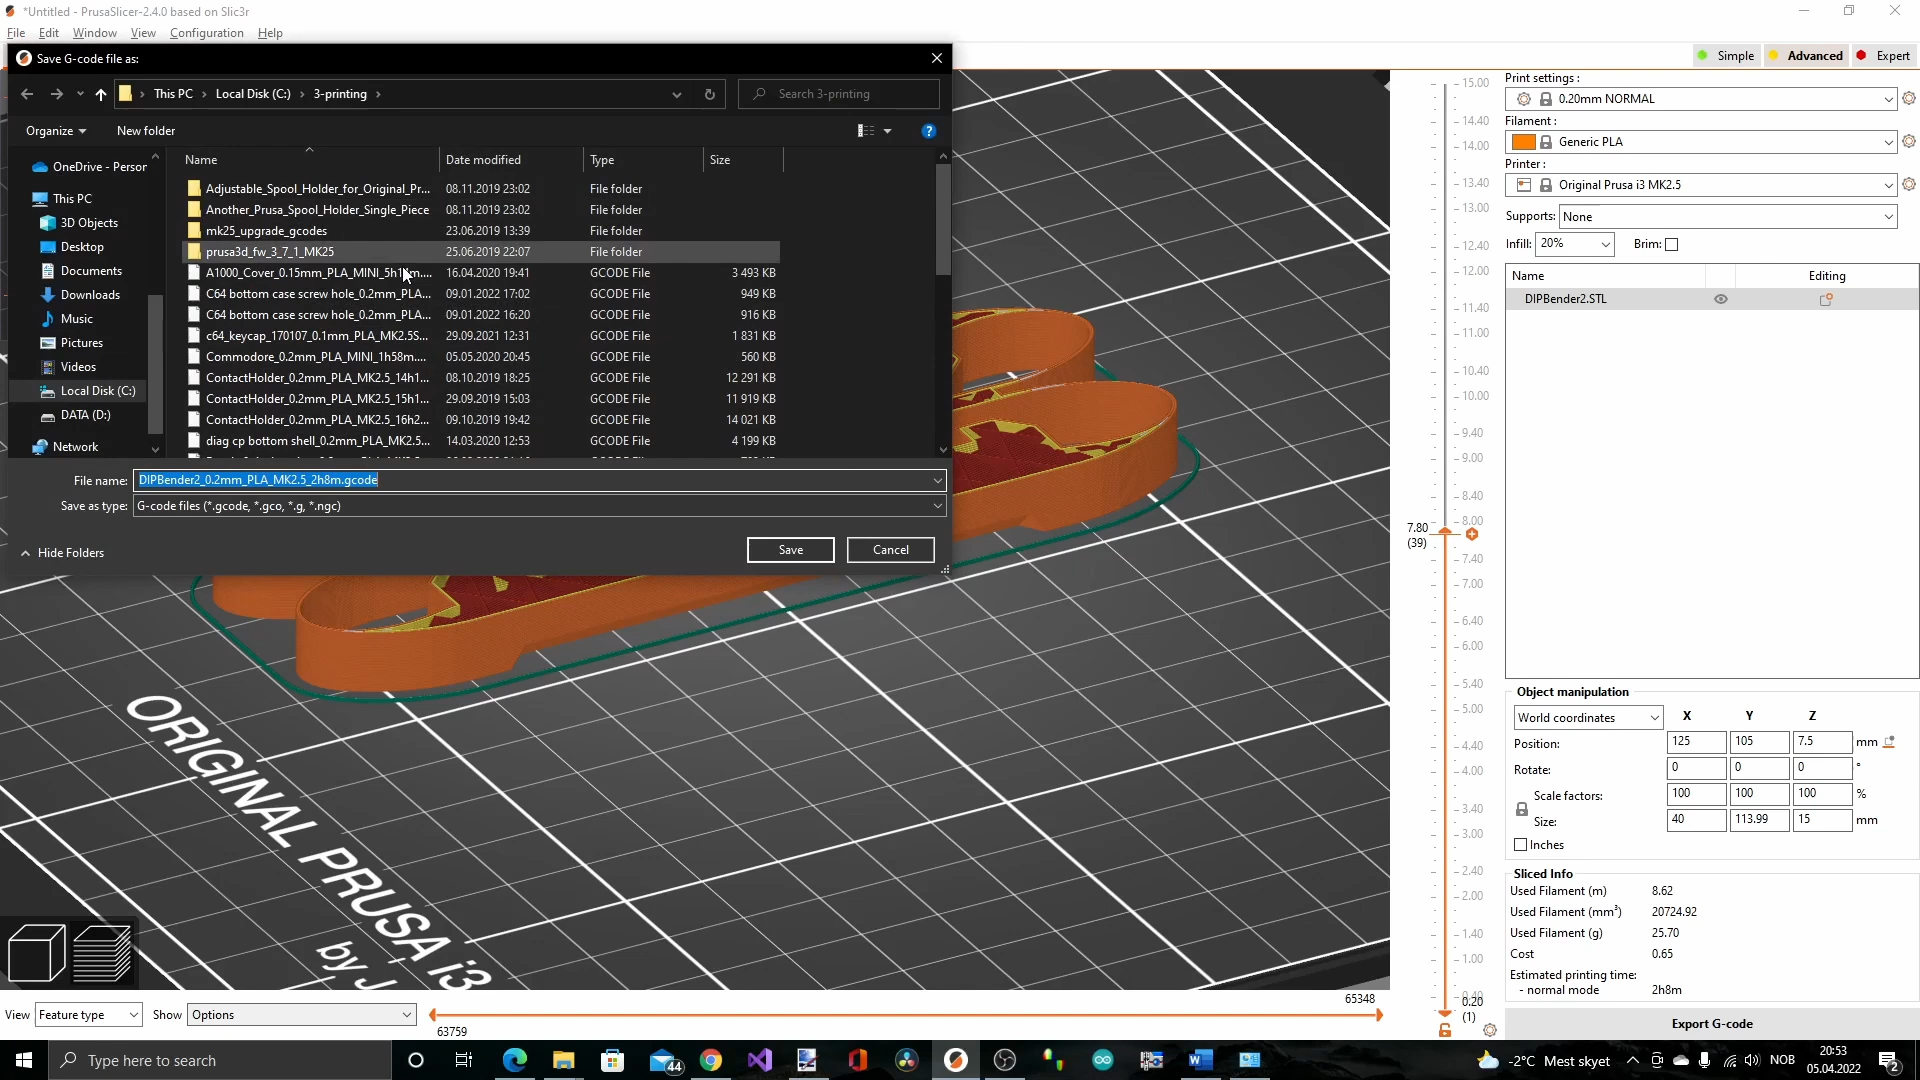 *Untitled - PrusaSlicer-2.4.0 based on Slic3r
File Edit Window View Configuration Help
Save G-code file as:
This PC › Local Disk (C:) › 3-printing ›
Search 3-printing
Organize New folder
Name Date modified Type Size
OneDrive - Person
This PC
3D Objects
Desktop
Documents
Downloads
Music
Pictures
Videos
Local Disk (C:)
DATA (D:)
Network
Adjustable_Spool_Holder_for_Original_Pr... 08.11.2019 23:02 File folder
Another_Prusa_Spool_Holder_Single_Piece 08.11.2019 23:02 File folder
mk25_upgrade_gcodes 23.06.2019 13:39 File folder
prusa3d_fw_3_7_1_MK25 25.06.2019 22:07 File folder
A1000_Cover_0.15mm_PLA_MINI_5h1 m.... 16.04.2020 19:41 GCODE File 3 493 KB
C64 bottom case screw hole_0.2mm_PLA... 09.01.2022 17:02 GCODE File 949 KB
C64 bottom case screw hole_0.2mm_PLA... 09.01.2022 16:20 GCODE File 916 KB
c64_keycap_170107_0.1mm_PLA_MK2.5S... 29.09.2021 12:31 GCODE File 1 831 KB
Commodore_0.2mm_PLA_MINI_1h58m.... 05.05.2020 20:45 GCODE File 560 KB
ContactHolder_0.2mm_PLA_MK2.5_14h1... 08.10.2019 18:25 GCODE File 12 291 KB
ContactHolder_0.2mm_PLA_MK2.5_15h1... 29.09.2019 15:03 GCODE File 11 919 KB
ContactHolder_0.2mm_PLA_MK2.5_16h2... 09.10.2019 19:42 GCODE File 14 021 KB
diag cp bottom shell_0.2mm_PLA_MK2.5... 14.03.2020 12:53 GCODE File 4 199 KB
File name: DIPBender2_0.2mm_PLA_MK2.5_2h8m.gcode
Save as type: G-code files (*.gcode, *.gco, *.g, *.ngc)
Hide Folders
Save Cancel
ORIGINAL PRUSA i3
by J
15.00
14.40
14.00
13.40
13.00
12.40
12.00
11.40
11.00
10.40
10.00
9.40
9.00
8.40
8.00
7.80
(39)
7.40
7.00
6.40
6.00
5.40
5.00
4.40
4.00
3.40
3.00
2.40
2.00
1.40
1.00
0.40
0.20
(1)
Simple Advanced Expert
Print settings :
0.20mm NORMAL
Filament :
Generic PLA
Printer :
Original Prusa i3 MK2.5
Supports: None
Infill: 20% Brim:
Name Editing
DIPBender2.STL
Object manipulation
World coordinates X Y Z
Position: 125 105 7.5 mm
Rotate: 0 0 0 °
Scale factors: 100 100 100 %
Size: 40 113.99 15 mm
Inches
Sliced Info
Used Filament (m) 8.62
Used Filament (mm³) 20724.92
Used Filament (g) 25.70
Cost 0.65
Estimated printing time:
- normal mode 2h8m
Export G-code
View Feature type Show Options
65348
63759
Type here to search
44
-2°C Mest skyet
NOB
20:53
05.04.2022
2